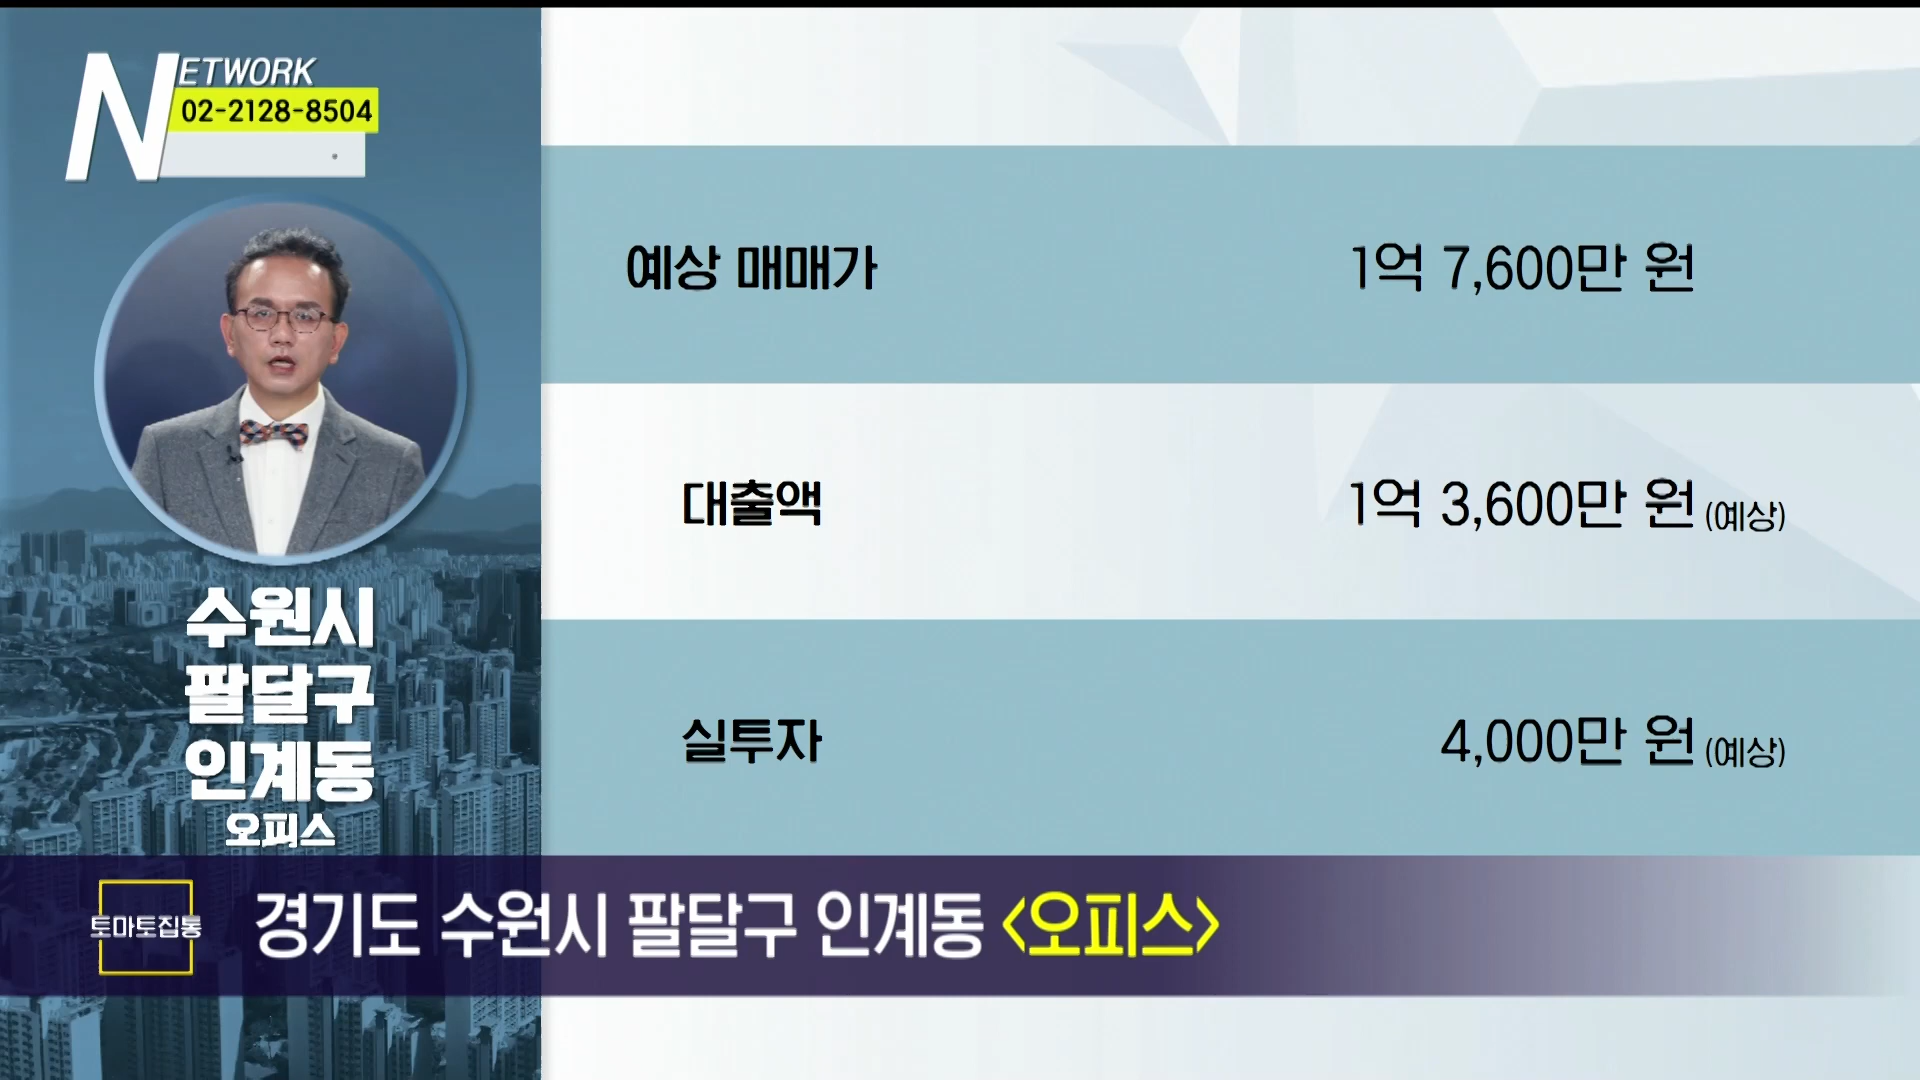 NETWORK
02-2128-8504
예상 매매가 1억 7,600만 원
대출액 1억 3,600만 원 (예상)
실투자 4,000만 원 (예상)
수원시
팔달구
인계동
오피스
토마토집통 경기도 수원시 팔달구 인계동 <오피스>